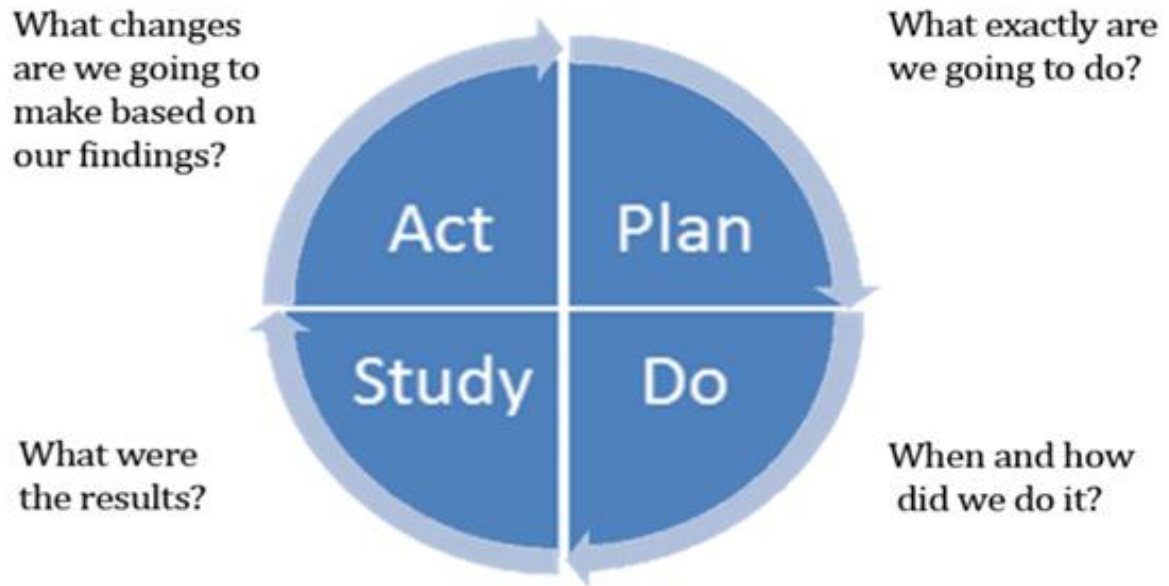 What changes
are we going to
make based on
our findings?
What exactly are
we going to do?
Act
Plan
Study
Do
What were
the results?
When and how
did we do it?